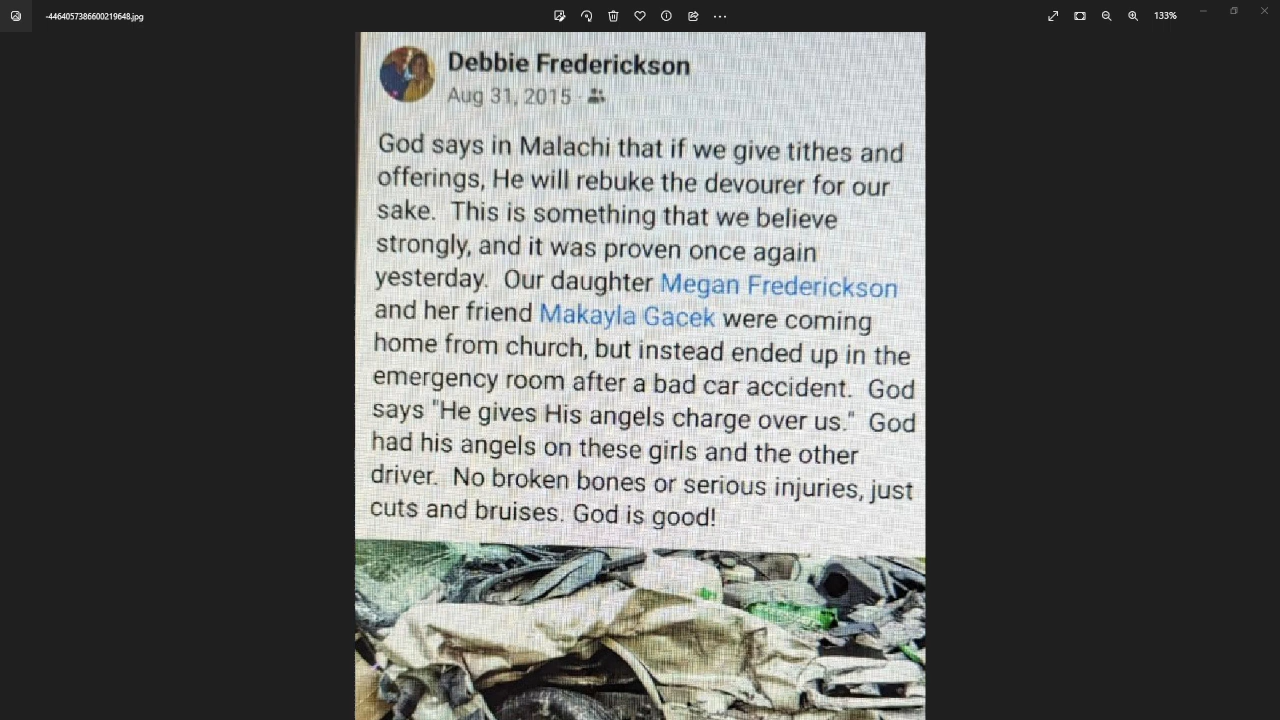 -4464057386600219648.jpg
133%
Debbie Frederickson
Aug 31, 2015 ·
God says in Malachi that if we give tithes and
offerings, He will rebuke the devourer for our
sake.  This is something that we believe
strongly, and it was proven once again
yesterday.  Our daughter Megan Frederickson
and her friend Makayla Gacek were coming
home from church, but instead ended up in the
emergency room after a bad car accident.  God
says "He gives His angels charge over us."  God
had his angels on these girls and the other
driver.  No broken bones or serious injuries, just
cuts and bruises. God is good!